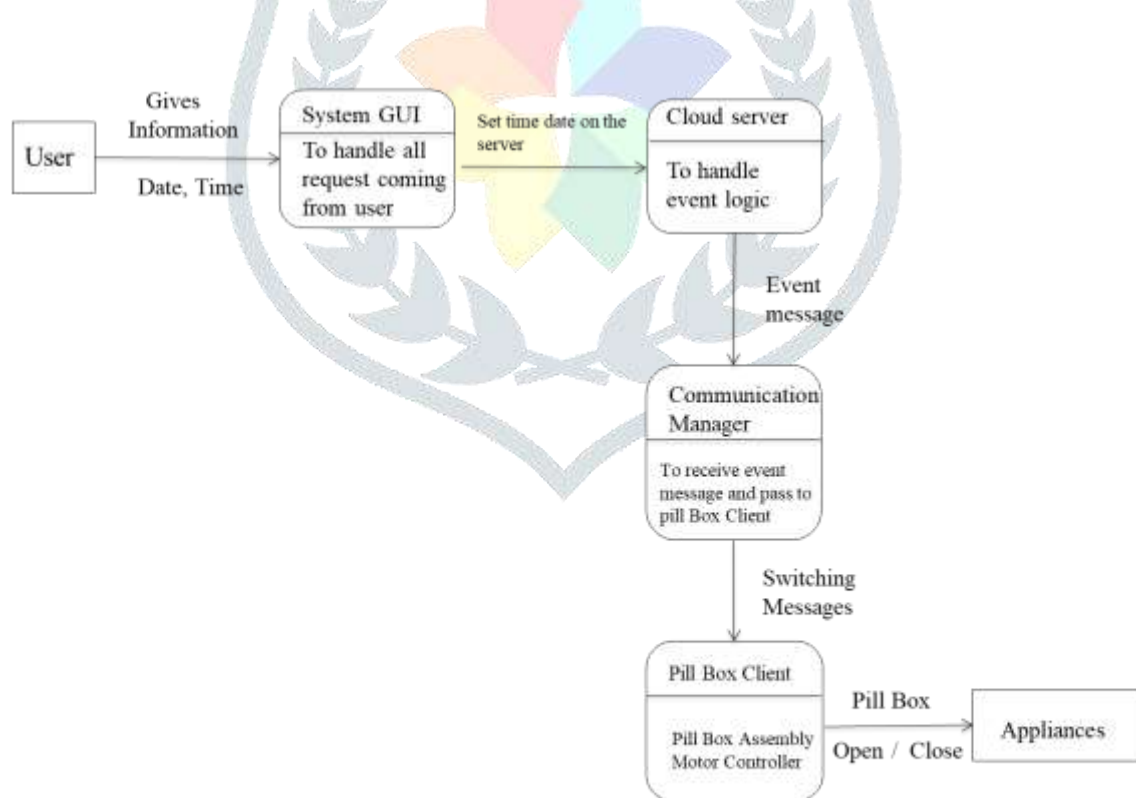 User
Gives
Information
Date, Time
System GUI
To handle all
request coming
from user
Set time date on the
server
Cloud server
To handle
event logic
Event
message
Communication
Manager
To receive event
message and pass to
pill Box Client
Switching
Messages
Pill Box Client
Pill Box Assembly
Motor Controller
Pill Box
Open / Close
Appliances